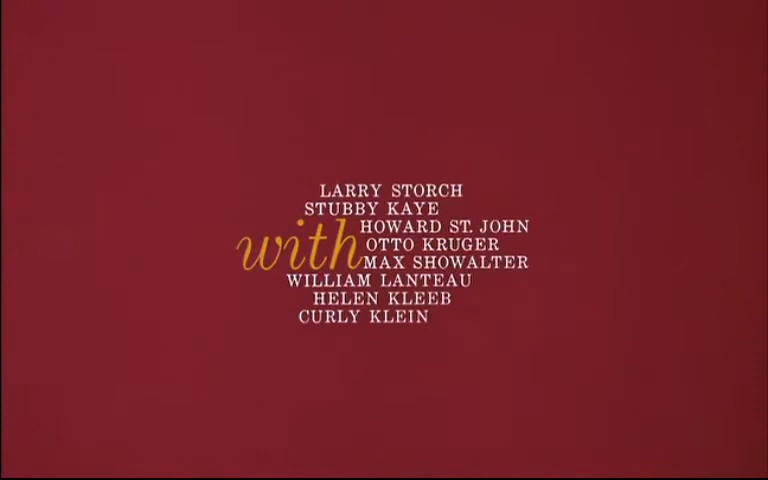 LARRY STORCH
STUBBY KAYE
HOWARD ST. JOHN
with OTTO KRUGER
MAX SHOWALTER
WILLIAM LANTEAU
HELEN KLEEB
CURLY KLEIN